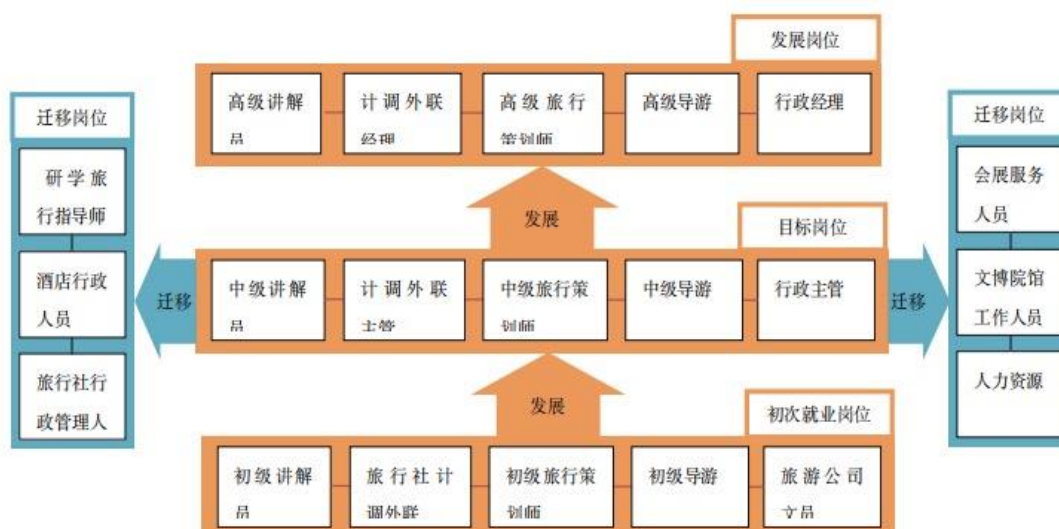 发展岗位
高级讲解
员
计调外联
经理
高级旅行
策划师
高级导游
行政经理
迁移岗位
研学旅
行指导师
酒店行政
人员
旅行社行
政管理人
发展
目标岗位
迁移
中级讲解
员
计调外联
主管
中级旅行策
划师
中级导游
行政主管
迁移
迁移岗位
会展服务
人员
文博院馆
工作人员
人力资源
发展
初次就业岗位
初级讲解
员
旅行社计
调外联
初级旅行策
划师
初级导游
旅游公司
文员